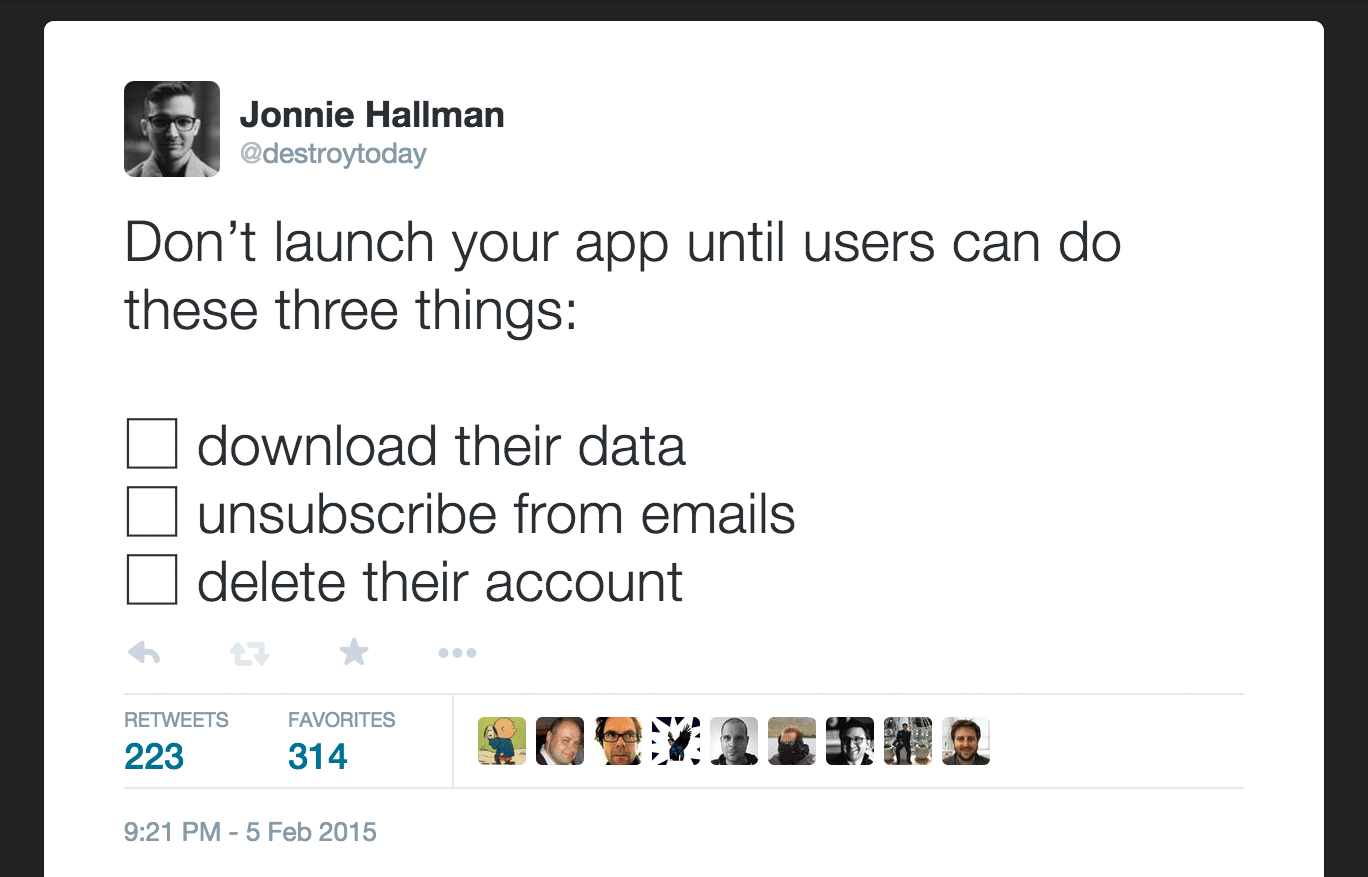 Jonnie Hallman
@destroytoday
Don’t launch your app until users can do
these three things:
download their data
unsubscribe from emails
delete their account
RETWEETS FAVORITES
223 314
9:21 PM - 5 Feb 2015